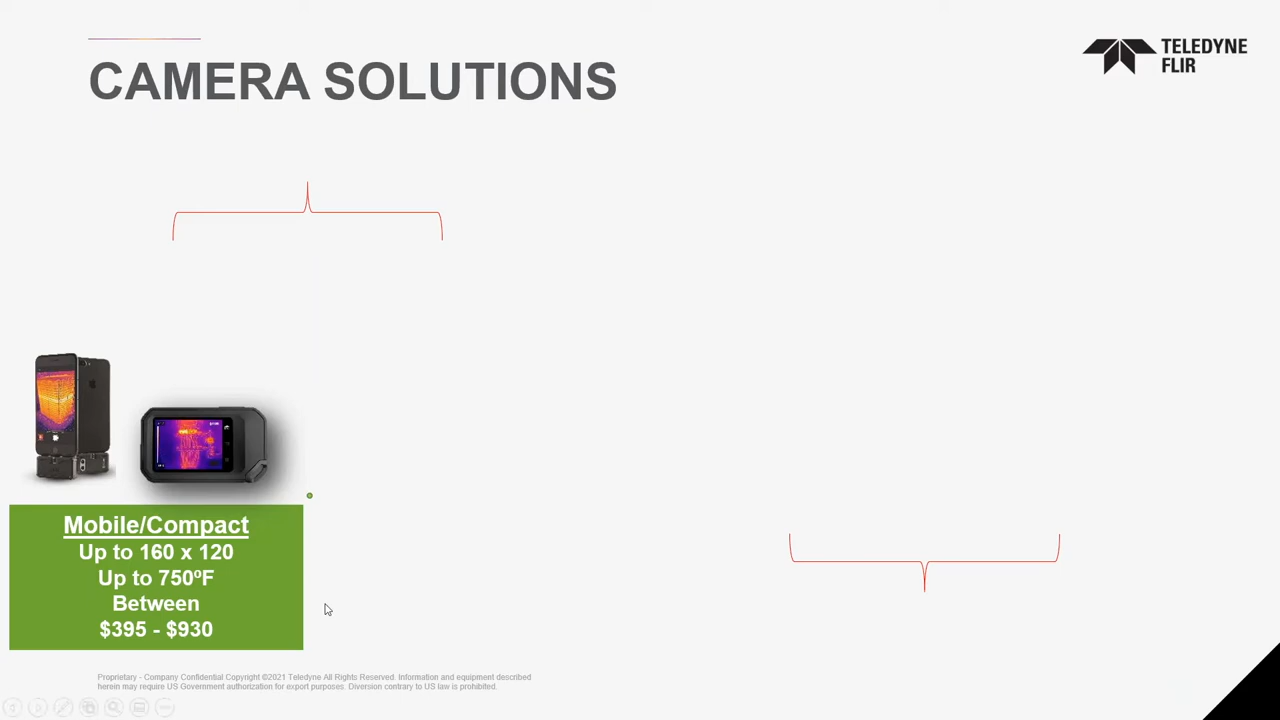 CAMERA SOLUTIONS
TELEDYNE
FLIR
Mobile/Compact
Up to 160 x 120
Up to 750ºF
Between
$395 - $930
Proprietary - Company Confidential Copyright ©2021 Teledyne All Rights Reserved. Information and equipment described
herein may require US Government authorization for export purposes. Diversion contrary to US law is prohibited.